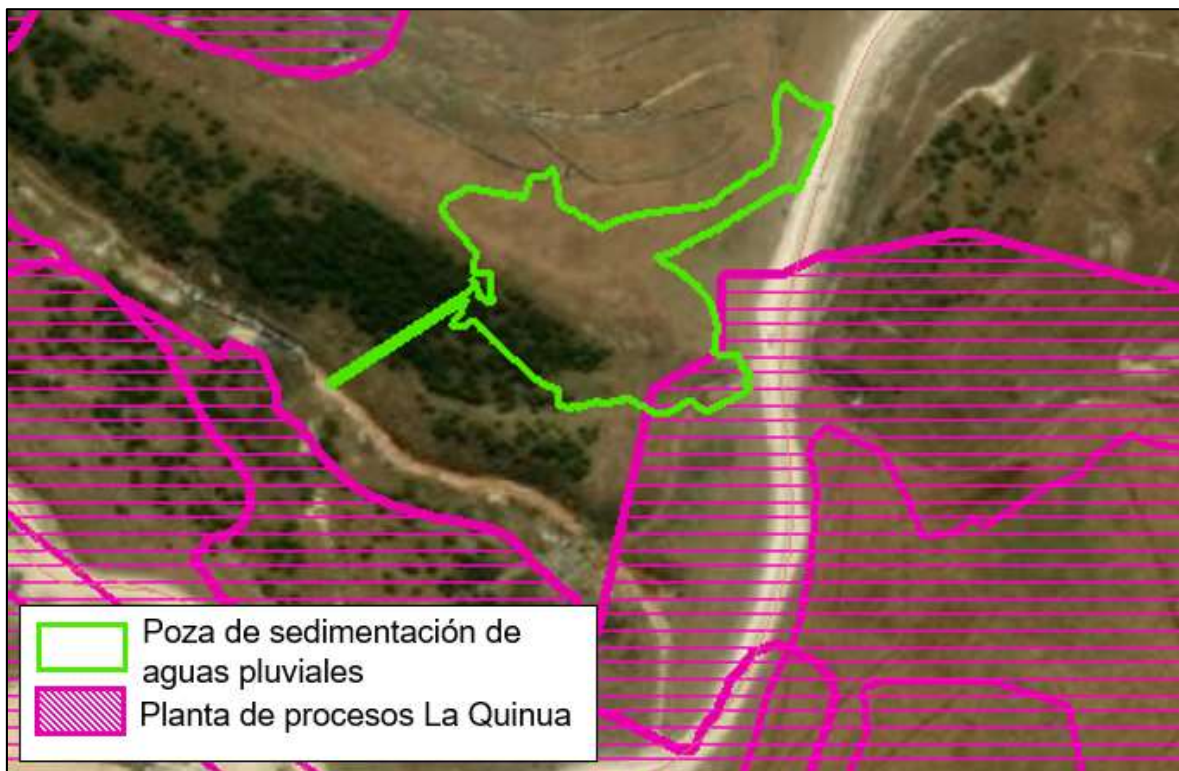 Poza de sedimentación de
aguas pluviales
Planta de procesos La Quinua